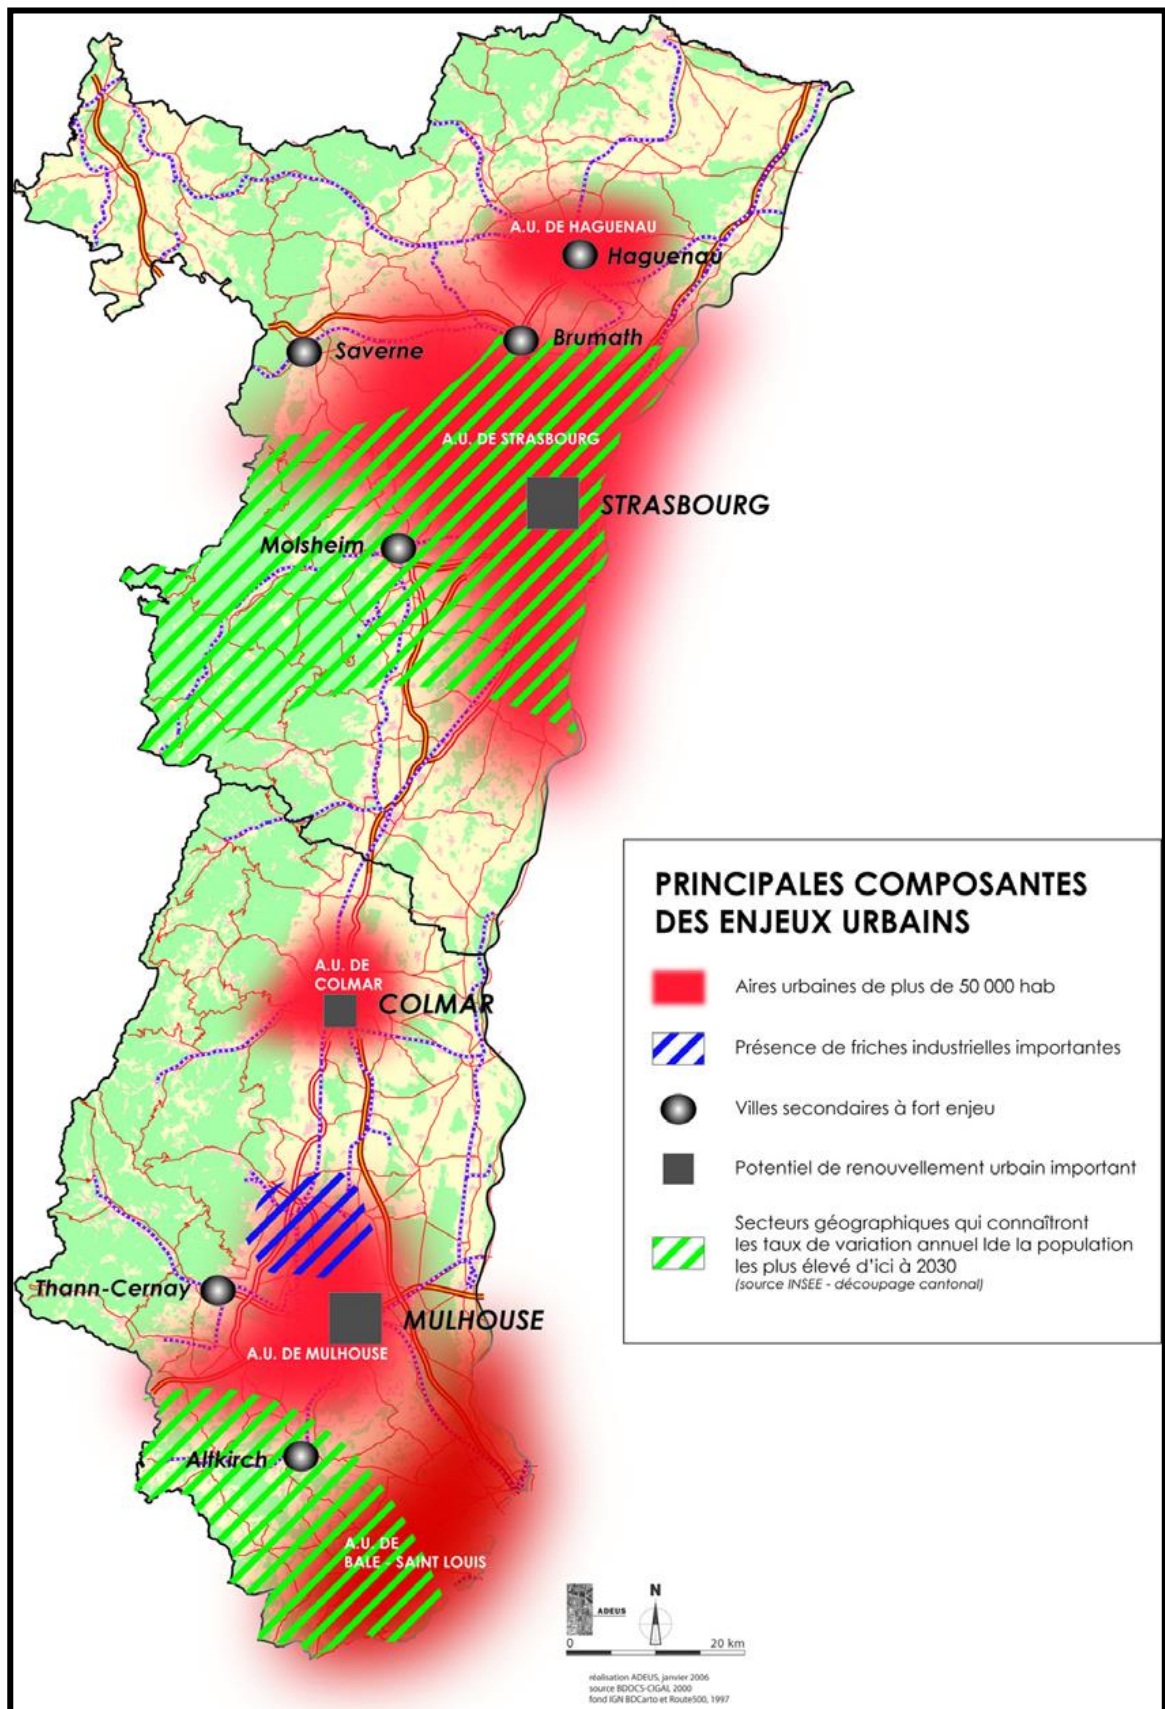 A.U. DE HAGUENAU
Haguenau
Brumath
Saverne
A.U. DE STRASBOURG
STRASBOURG
Molsheim
PRINCIPALES COMPOSANTES
DES ENJEUX URBAINS
A.U. DE
COLMAR
COLMAR
Aires urbaines de plus de 50 000 hab
Présence de friches industrielles importantes
Villes secondaires à fort enjeu
Potentiel de renouvellement urbain important
Secteurs géographiques qui connaîtront
les taux de variation annuel lde la population
les plus élevé d'ici à 2030
(source INSEE - découpage cantonal)
Thann-Cernay
MULHOUSE
A.U. DE MULHOUSE
Altkirch
A.U. DE
BALE - SAINT LOUIS
ADEUS
N
0 20 km
réalisation ADEUS, janvier 2006
source BDOCS-CIGAL 2000
fond IGN BDCarto et Route500, 1997